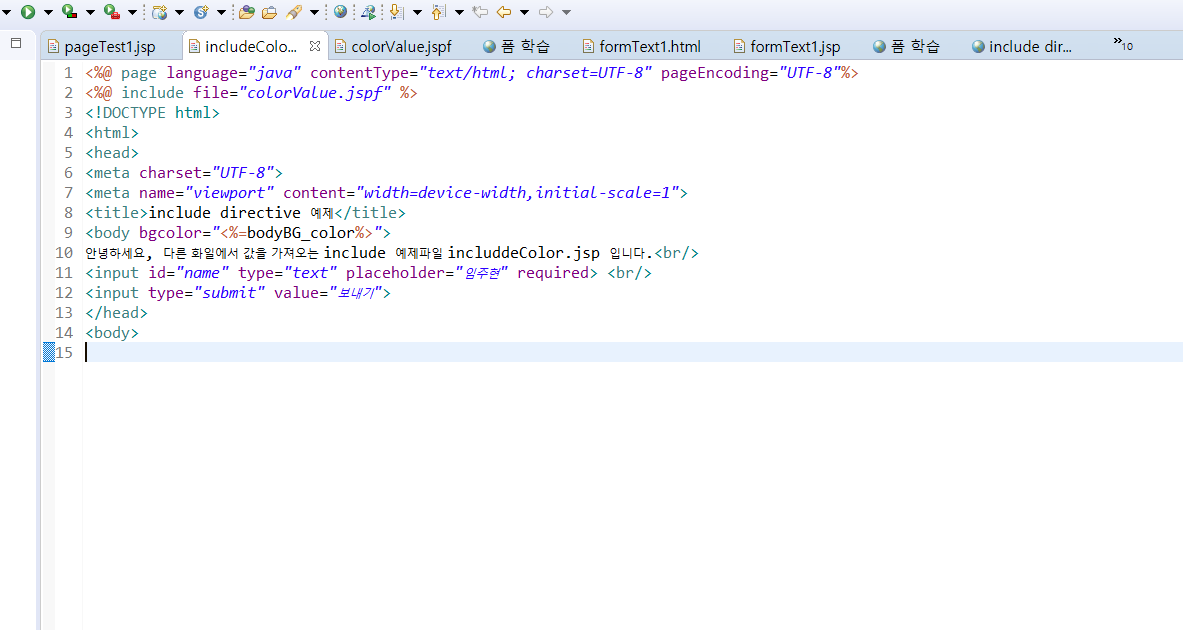 pageTest1.jsp includeColo... colorValue.jspf 폼 학습 formText1.html formText1.jsp 폼 학습 include dir... »10
1 <%@ page language="java" contentType="text/html; charset=UTF-8" pageEncoding="UTF-8"%>
2 <%@ include file="colorValue.jspf" %>
3 <!DOCTYPE html>
4 <html>
5 <head>
6 <meta charset="UTF-8">
7 <meta name="viewport" content="width=device-width,initial-scale=1">
8 <title>include directive 예제</title>
9 <body bgcolor="<%=bodyBG_color%>">
10 안녕하세요, 다른 화일에서 값을 가져오는 include 예제파일 includdeColor.jsp 입니다.<br/>
11 <input id="name" type="text" placeholder="임주현" required> <br/>
12 <input type="submit" value="보내기">
13 </head>
14 <body>
15